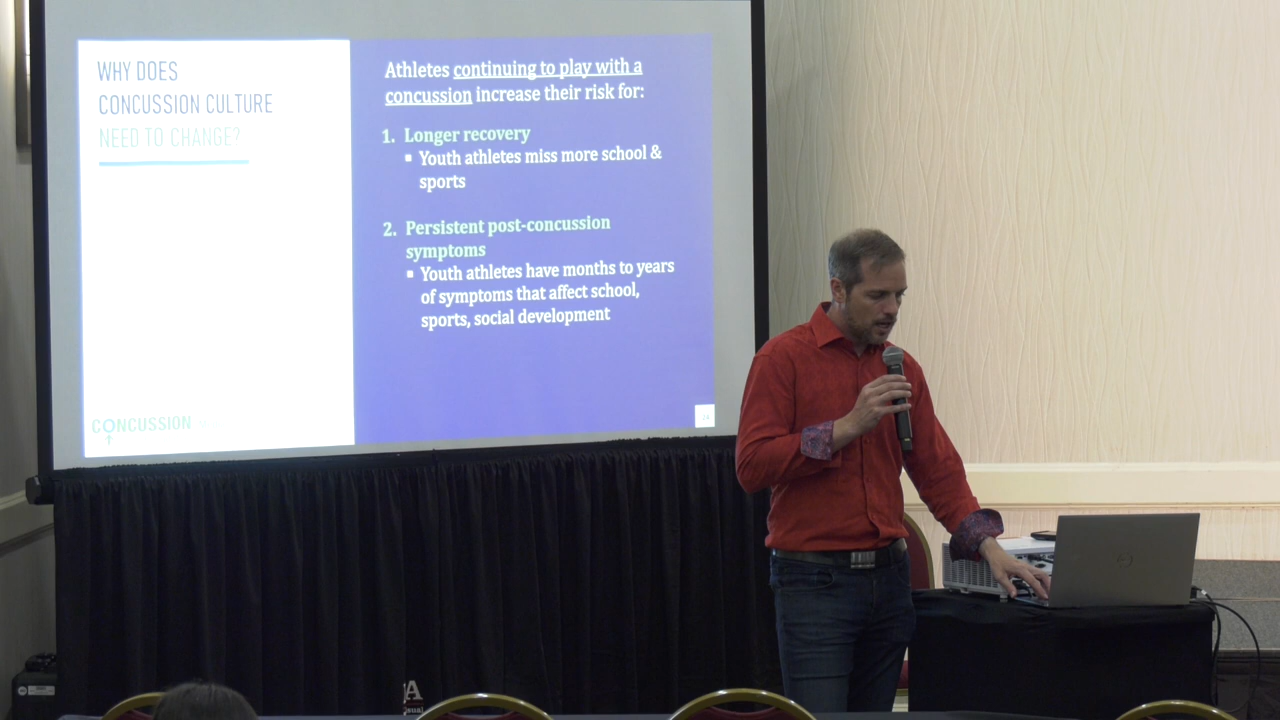 WHY DOES
CONCUSSION CULTURE
NEED TO CHANGE?
CONCUSSION
Athletes continuing to play with a
concussion increase their risk for:
1. Longer recovery
▪ Youth athletes miss more school &
sports
2. Persistent post-concussion
symptoms
▪ Youth athletes have months to years
of symptoms that affect school,
sports, social development
24